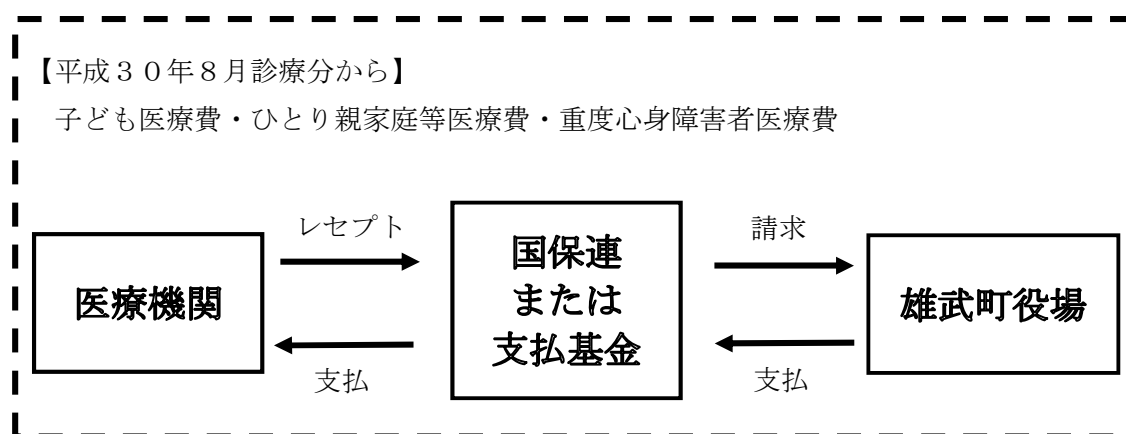 【平成３０年８月診療分から】
子ども医療費・ひとり親家庭等医療費・重度心身障害者医療費
レセプト
請求
医療機関
国保連
または
支払基金
雄武町役場
支払
支払